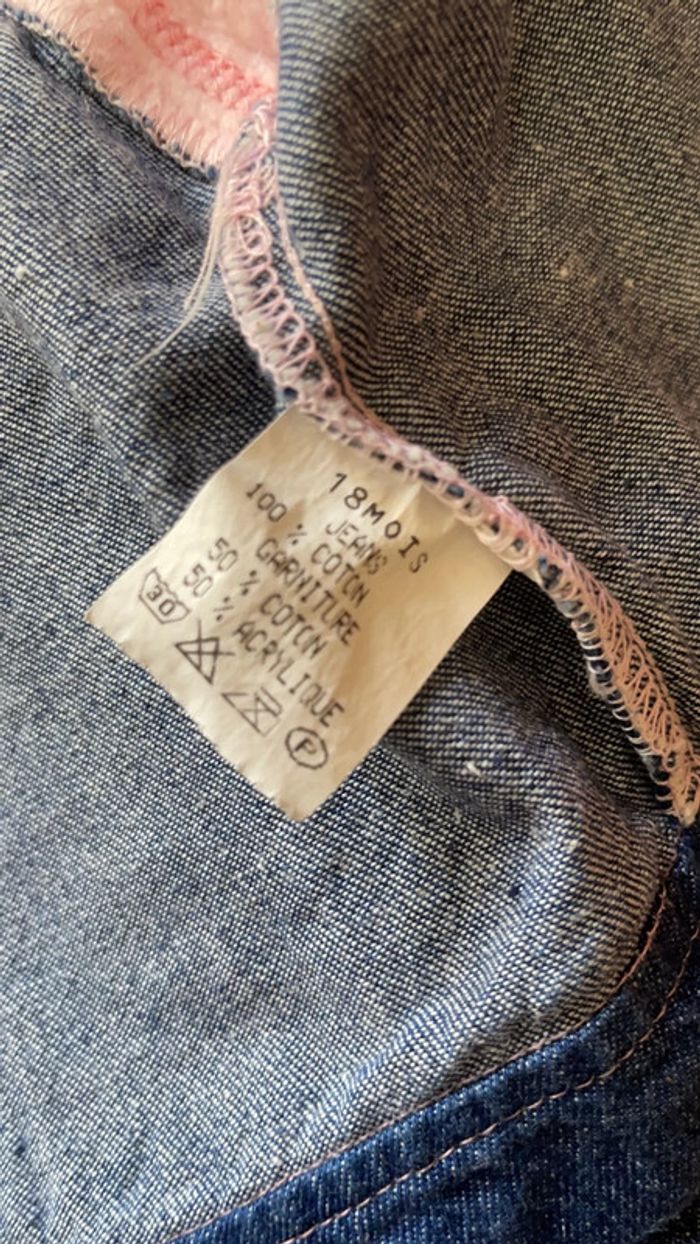 18MOIS
JEANS
100 % COTON
GARNITURE
50 % COTON
50 % ACRYLIQUE
30
P